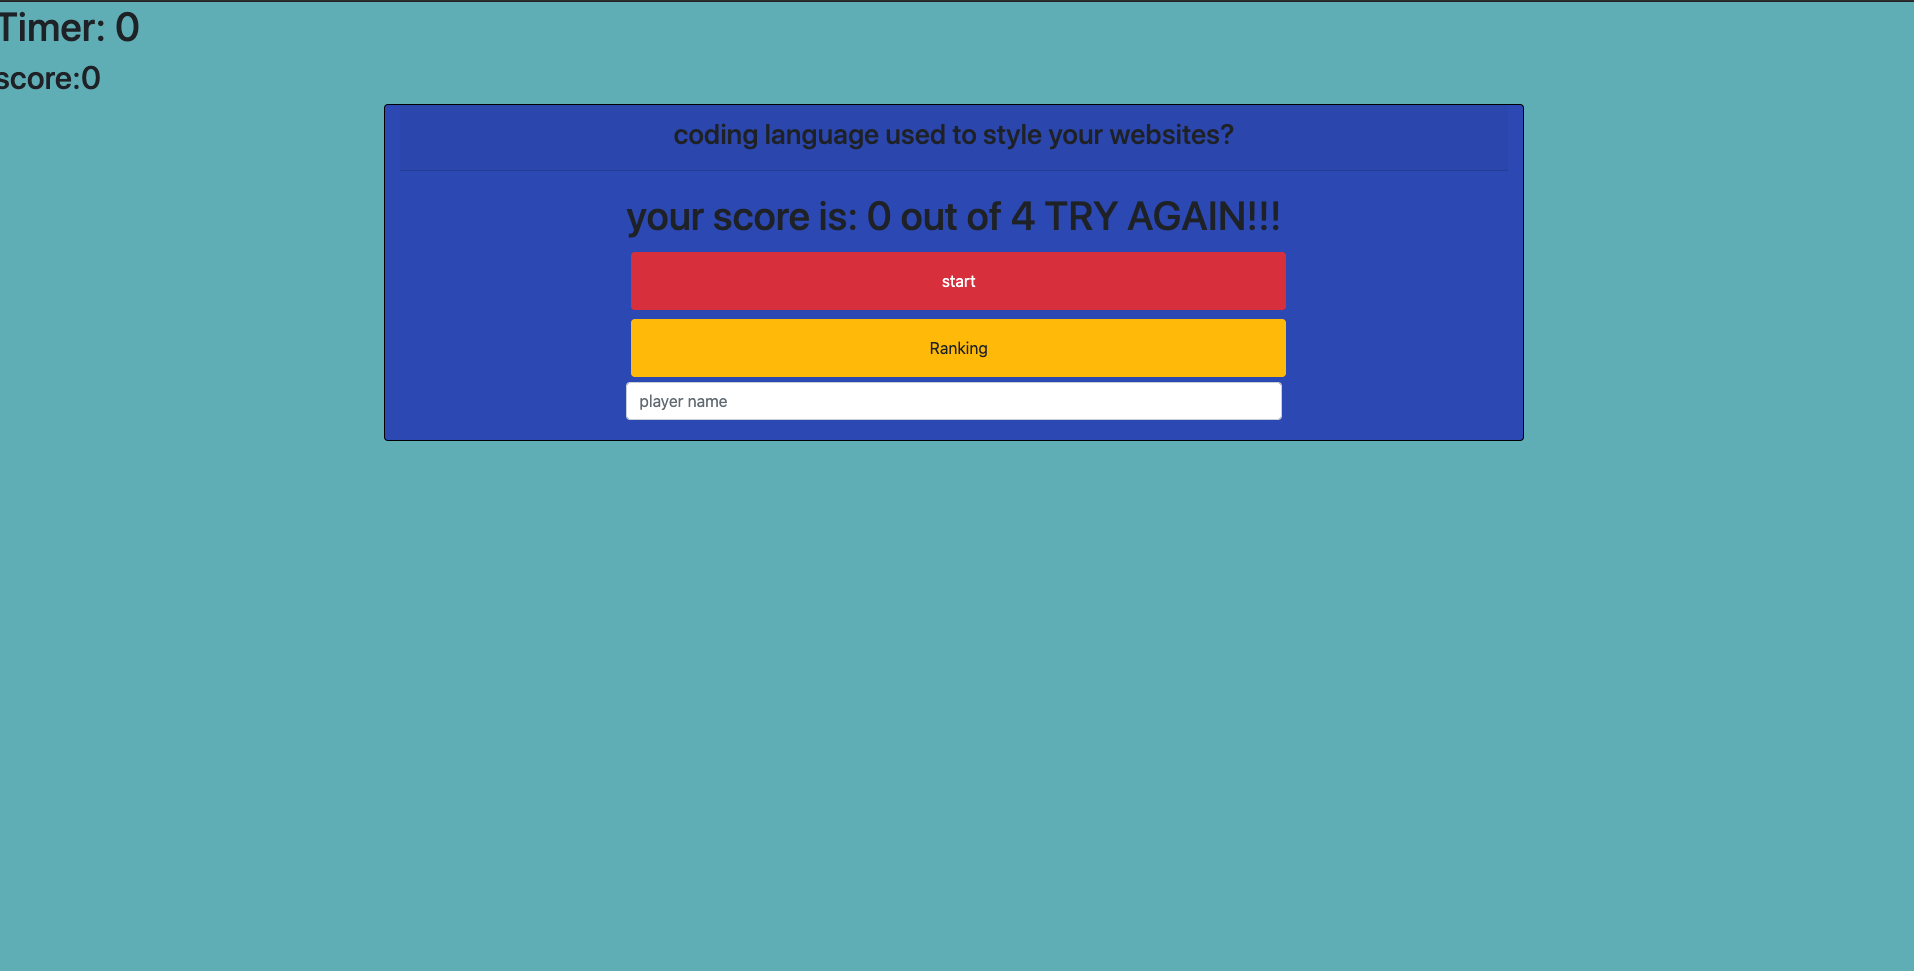 Timer: 0
score:0
coding language used to style your websites?
your score is: 0 out of 4 TRY AGAIN!!!
start
Ranking
player name